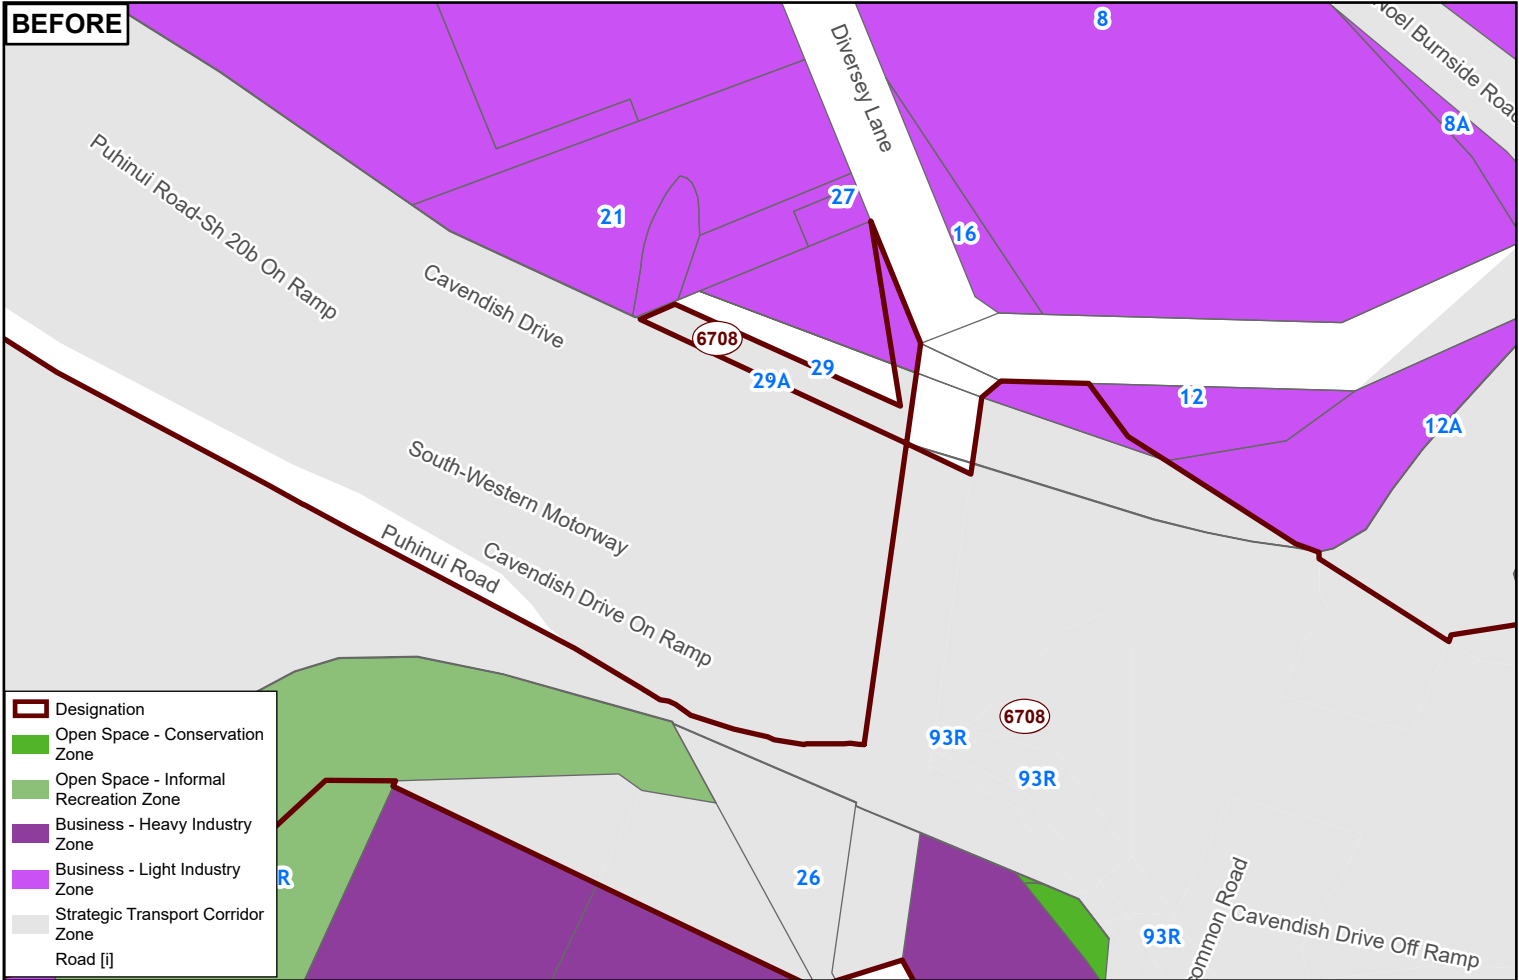 BEFORE
8
Noel Burnside Road
Diversey Lane
8A
Puhinui Road-Sh 20b On Ramp
27
21
16
Cavendish Drive
6708
29
29A
12
12A
South-Western Motorway
Puhinui Road
Cavendish Drive On Ramp
6708
93R
93R
26
R
93R
ommon Road
Cavendish Drive Off Ramp
Designation
Open Space - Conservation
Zone
Open Space - Informal
Recreation Zone
Business - Heavy Industry
Zone
Business - Light Industry
Zone
Strategic Transport Corridor
Zone
Road [i]